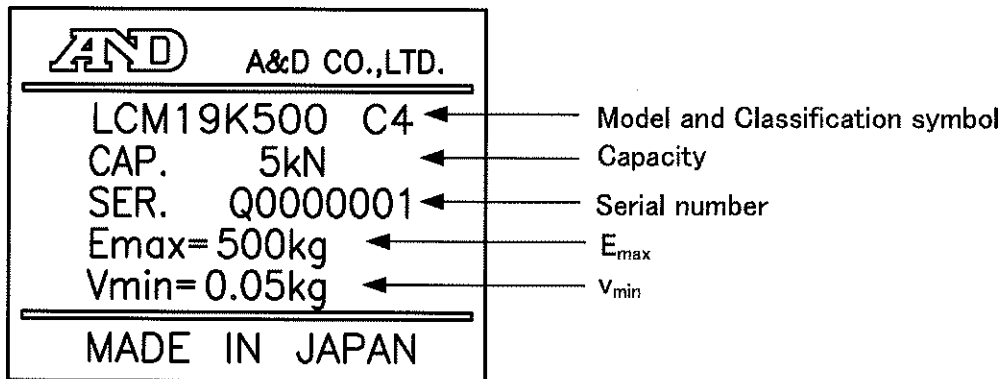 AND A&D CO.,LTD.
LCM19K500 C4 Model and Classification symbol
CAP. 5kN Capacity
SER. Q0000001 Serial number
Emax=500kg Emax
Vmin=0.05kg vmin
MADE IN JAPAN